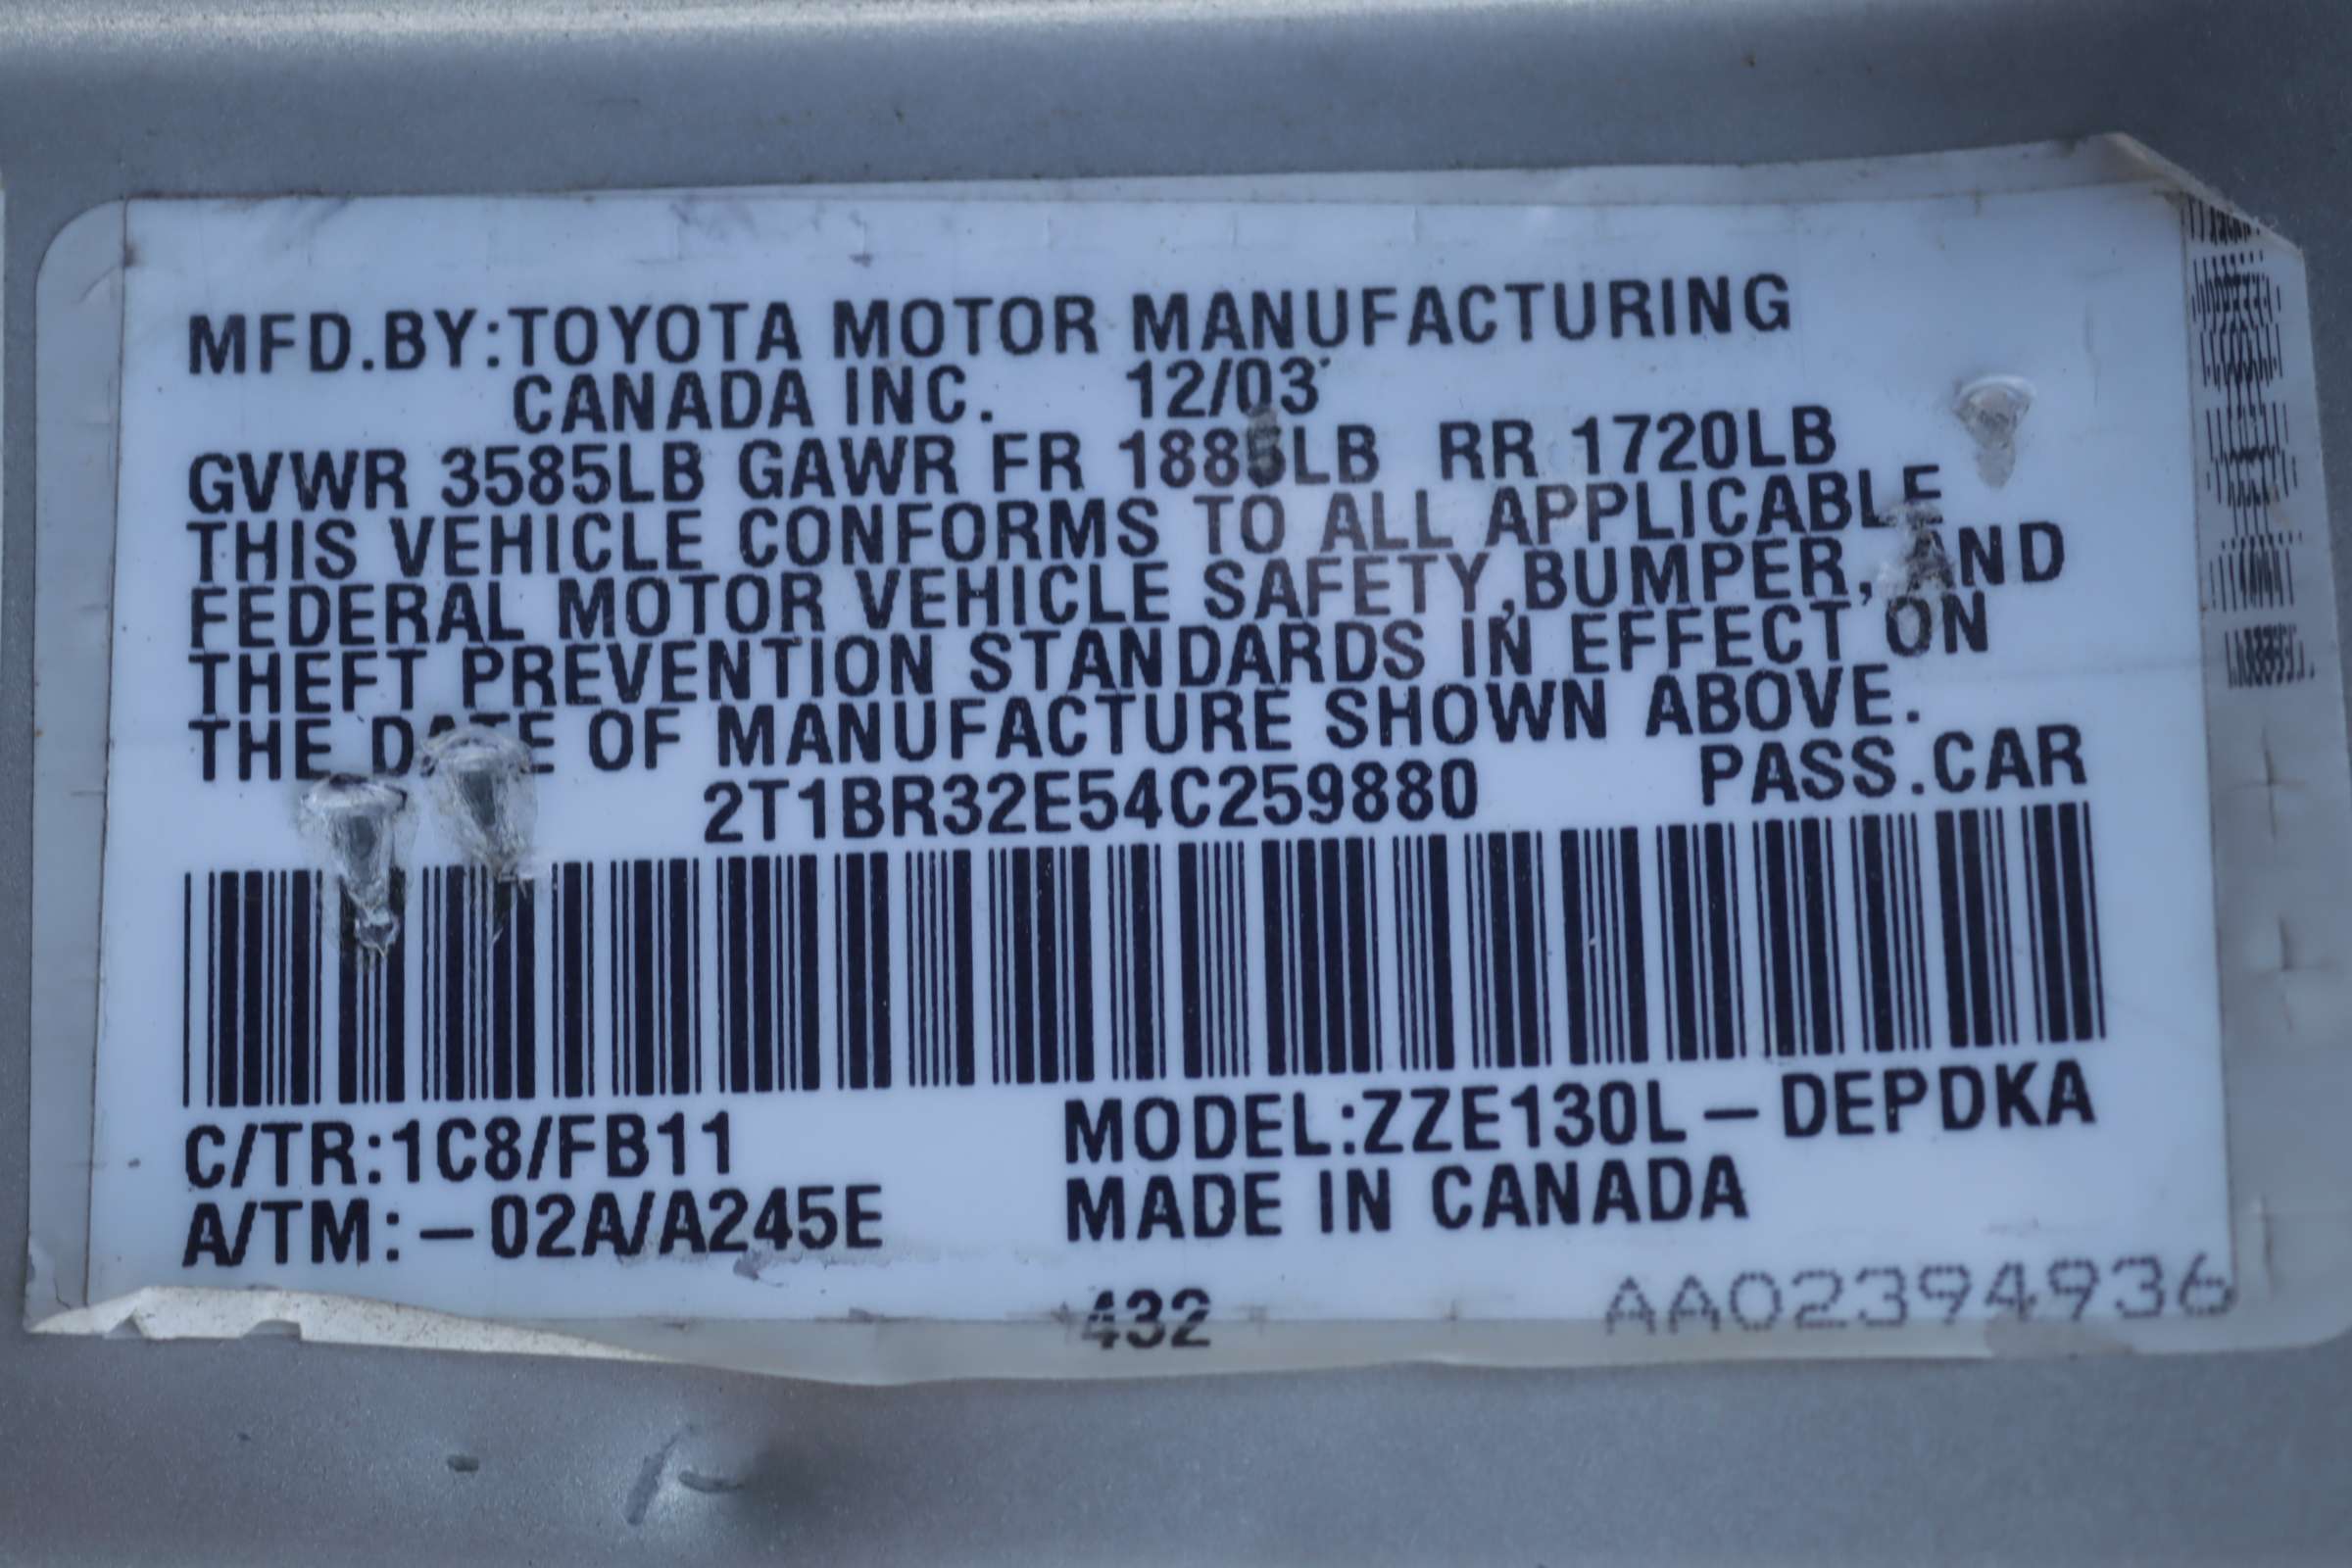 MFD.BY:TOYOTA MOTOR MANUFACTURING
CANADA INC. 12/03
GVWR 3585LB GAWR FR 1885LB RR 1720LB
THIS VEHICLE CONFORMS TO ALL APPLICABLE
FEDERAL MOTOR VEHICLE SAFETY,BUMPER, AND
THEFT PREVENTION STANDARDS IN EFFECT ON
THE DATE OF MANUFACTURE SHOWN ABOVE.
2T1BR32E54C259880 PASS.CAR
C/TR:1C8/FB11 MODEL:ZZE130L-DEPDKA
A/TM:-02A/A245E MADE IN CANADA
432 AA02394936